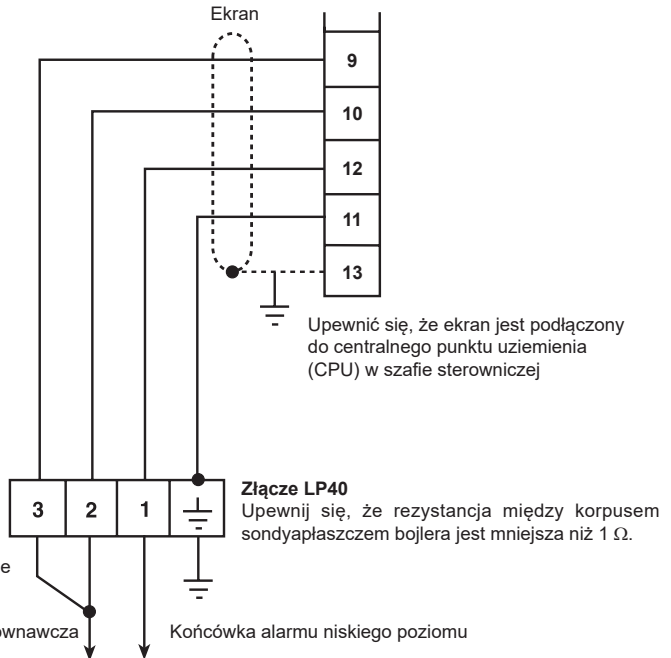 Ekran
9
10
12
11
13
Upewnić się, że ekran jest podłączony
do centralnego punktu uziemienia
(CPU) w szafie sterowniczej
3 2 1
Złącze LP40
Upewnij się, że rezystancja między korpusem
sondyapłaszczem bojlera jest mniejsza niż 1 Ω.
Końcówka alarmu niskiego poziomu